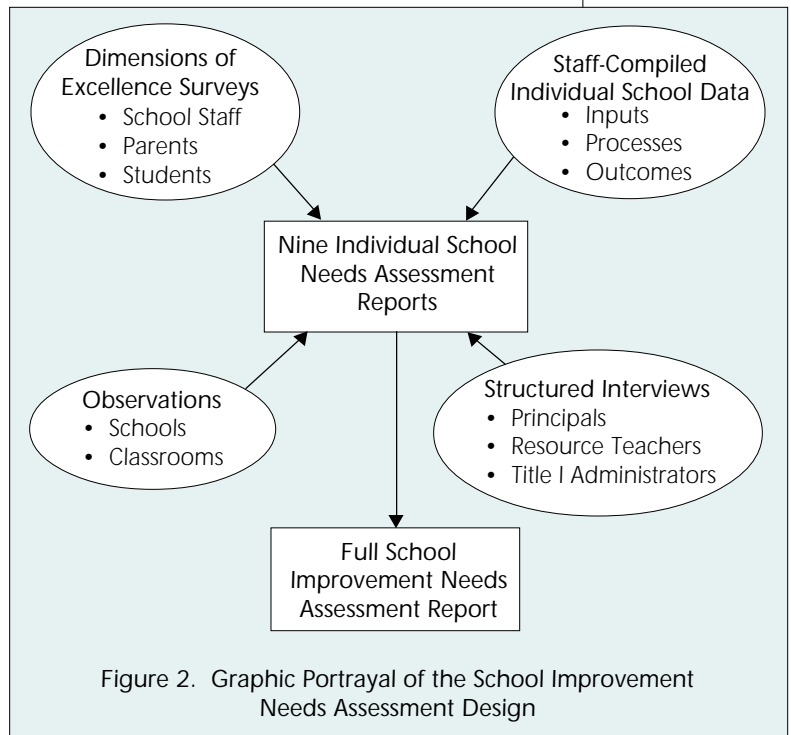 Dimensions of
Excellence Surveys
• School Staff
• Parents
• Students
Staff-Compiled
Individual School Data
• Inputs
• Processes
• Outcomes
Nine Individual School
Needs Assessment
Reports
Observations
• Schools
• Classrooms
Structured Interviews
• Principals
• Resource Teachers
• Title I Administrators
Full School
Improvement Needs
Assessment Report
Figure 2. Graphic Portrayal of the School Improvement
Needs Assessment Design